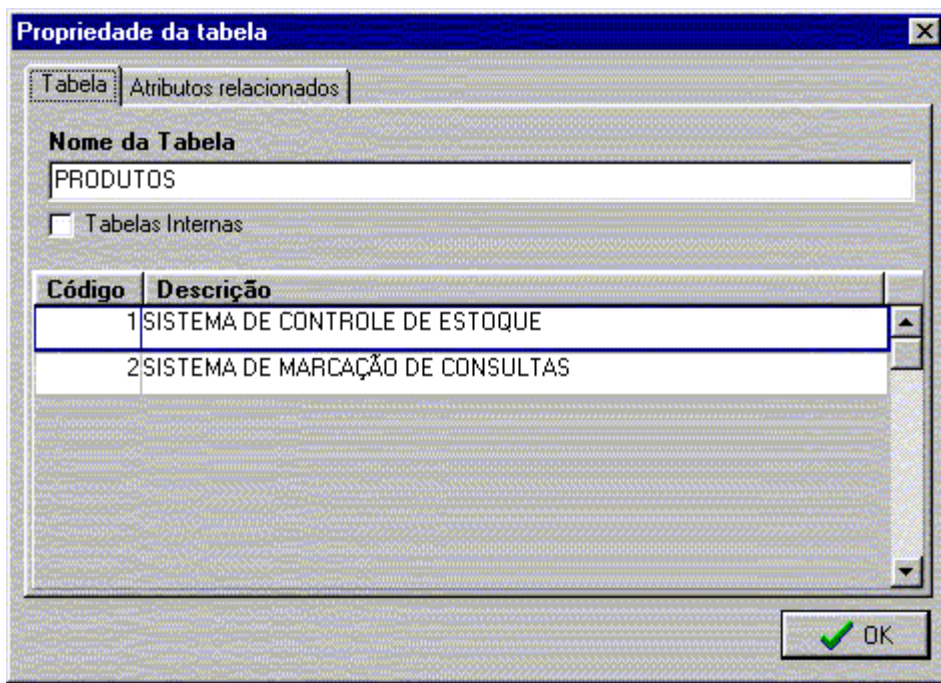 Propriedade da tabela
Tabela Atributos relacionados
Nome da Tabela
PRODUTOS
Tabelas Internas
Código Descrição
1 SISTEMA DE CONTROLE DE ESTOQUE
2 SISTEMA DE MARCAÇÃO DE CONSULTAS
OK